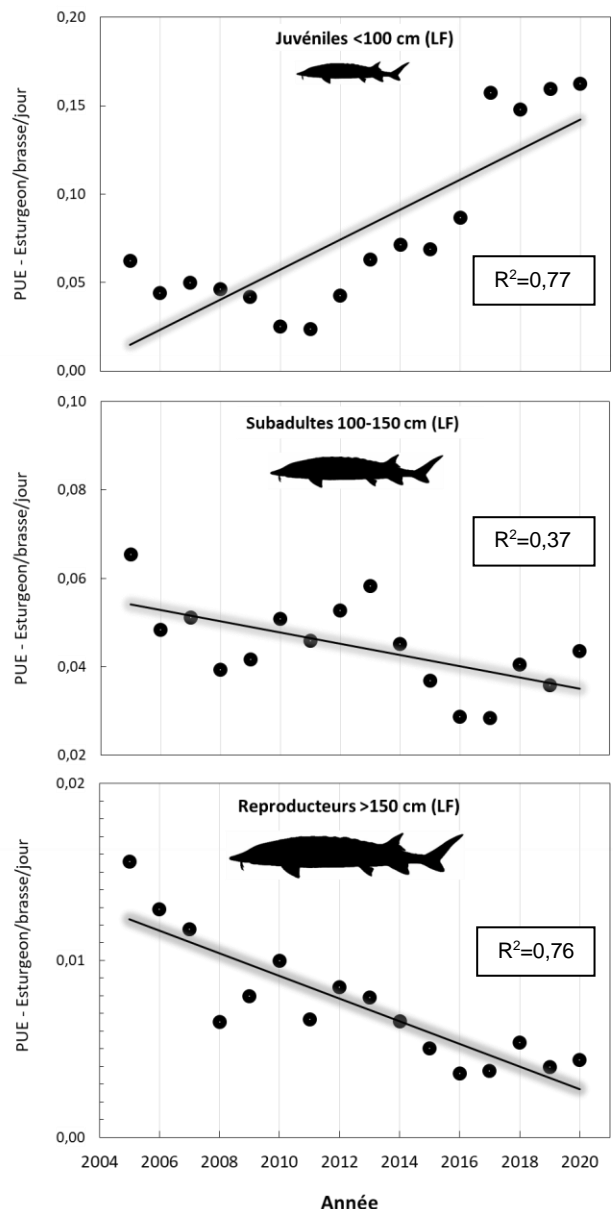 Juvéniles <100 cm (LF)
PUE - Esturgeon/brasse/jour
0,20
0,15
0,10
0,05
0,00
R²=0,77
Subadultes 100-150 cm (LF)
PUE - Esturgeon/brasse/jour
0,10
0,08
0,06
0,04
0,02
R²=0,37
Reproducteurs >150 cm (LF)
PUE - Esturgeon/brasse/jour
0,02
0,01
0,00
R²=0,76
2004 2006 2008 2010 2012 2014 2016 2018 2020
Année